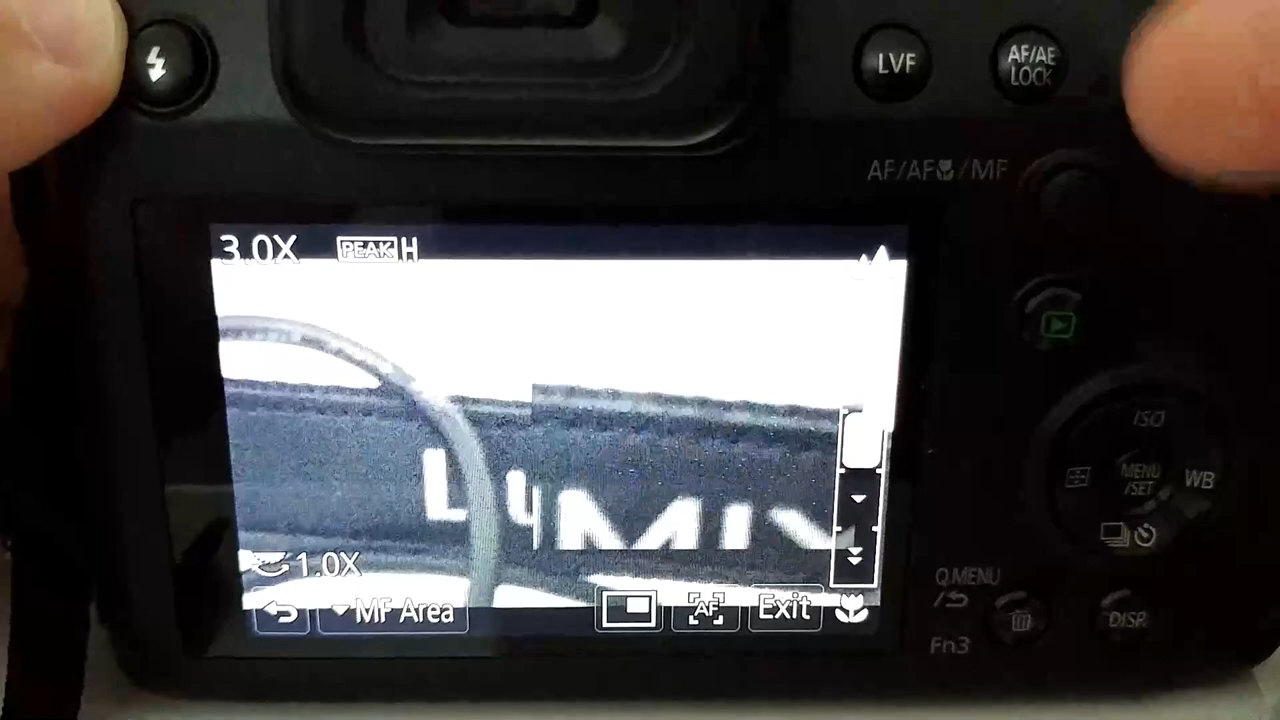 LVF
AF/AE
LOCK
AF/AF/MF
3.0X PEAK H
ISO
MENU
/SET
WB
LUMIX
1.0X
MF Area
AF
Exit
Q.MENU
/
Fn3
DISP.